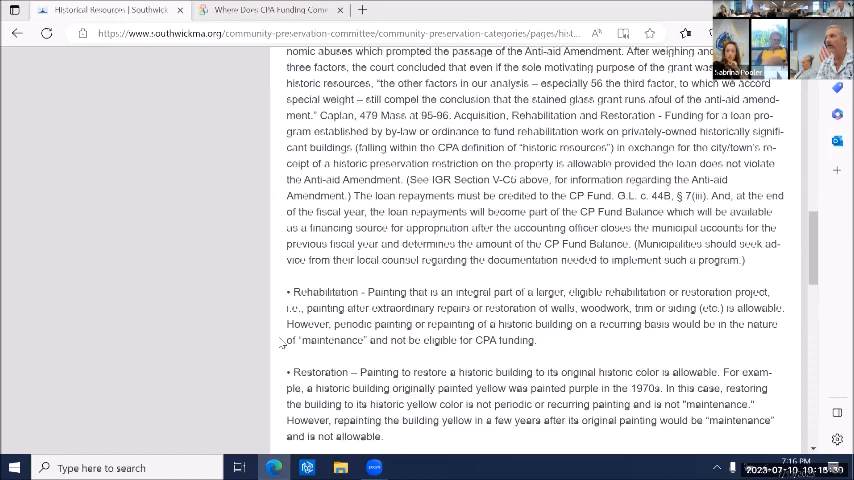 Historical Resources | Southwick
Where Does CPA Funding Come
https://www.southwickma.org/community-preservation-committee/community-preservation-categories/pages/hist...
Sabrina Pooler
nomic abuses which prompted the passage of the Anti-aid Amendment. After weighing and
three factors, the court concluded that even if the sole motivating purpose of the grant was
historic resources, "the other factors in our analysis – especially 56 the third factor, to which we accord
special weight – still compel the conclusion that the stained glass grant runs afoul of the anti-aid amend-
ment." Caplan, 479 Mass at 95-96. Acquisition, Rehabilitation and Restoration - Funding for a loan pro-
gram established by by-law or ordinance to fund rehabilitation work on privately-owned historically signifi-
cant buildings (falling within the CPA definition of "historic resources") in exchange for the city/town's re-
ceipt of a historic preservation restriction on the property is allowable provided the loan does not violate
the Anti-aid Amendment. (See IGR Section V-C6 above, for information regarding the Anti-aid
Amendment.) The loan repayments must be credited to the CP Fund. G.L. c. 44B, § 7(iii). And, at the end
of the fiscal year, the loan repayments will become part of the CP Fund Balance which will be available
as a financing source for appropriation after the accounting officer closes the municipal accounts for the
previous fiscal year and determines the amount of the CP Fund Balance. (Municipalities should seek ad-
vice from their local counsel regarding the documentation needed to implement such a program.)
• Rehabilitation - Painting that is an integral part of a larger, eligible rehabilitation or restoration project,
i.e., painting after extraordinary repairs or restoration of walls, woodwork, trim or siding (etc.) is allowable.
However, periodic painting or repainting of a historic building on a recurring basis would be in the nature
of "maintenance" and not be eligible for CPA funding.
• Restoration – Painting to restore a historic building to its original historic color is allowable. For exam-
ple, a historic building originally painted yellow was painted purple in the 1970s. In this case, restoring
the building to its historic yellow color is not periodic or recurring painting and is not "maintenance."
However, repainting the building yellow in a few years after its original painting would be "maintenance"
and is not allowable.
Type here to search
zoom
7:16 PM
2023-07-19 19:15:39